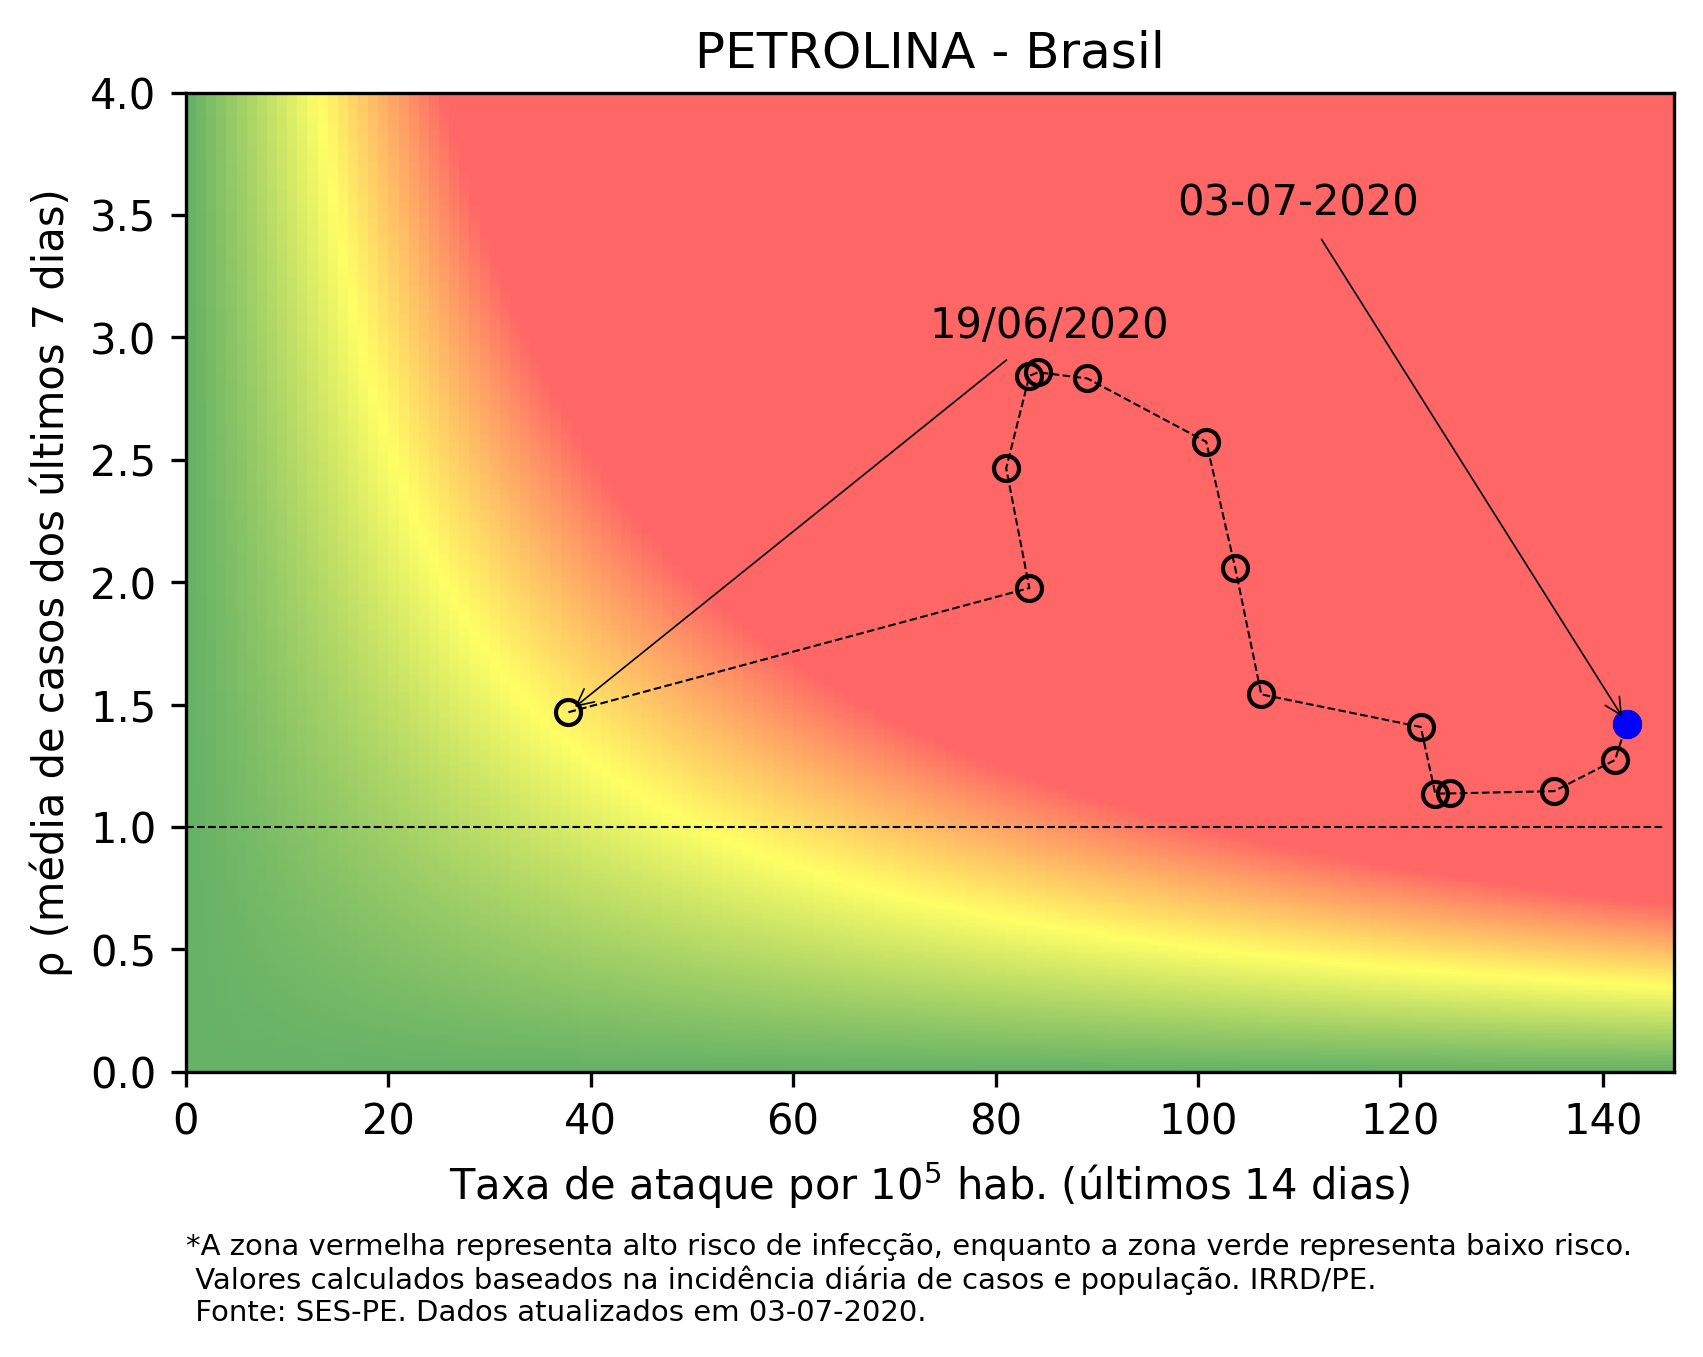 PETROLINA - Brasil
4.0
3.5
3.0
2.5
2.0
1.5
1.0
0.5
0.0
ρ (média de casos dos últimos 7 dias)
03-07-2020
19/06/2020
0 20 40 60 80 100 120 140
Taxa de ataque por 10⁵ hab. (últimos 14 dias)
*A zona vermelha representa alto risco de infecção, enquanto a zona verde representa baixo risco.
Valores calculados baseados na incidência diária de casos e população. IRRD/PE.
Fonte: SES-PE. Dados atualizados em 03-07-2020.